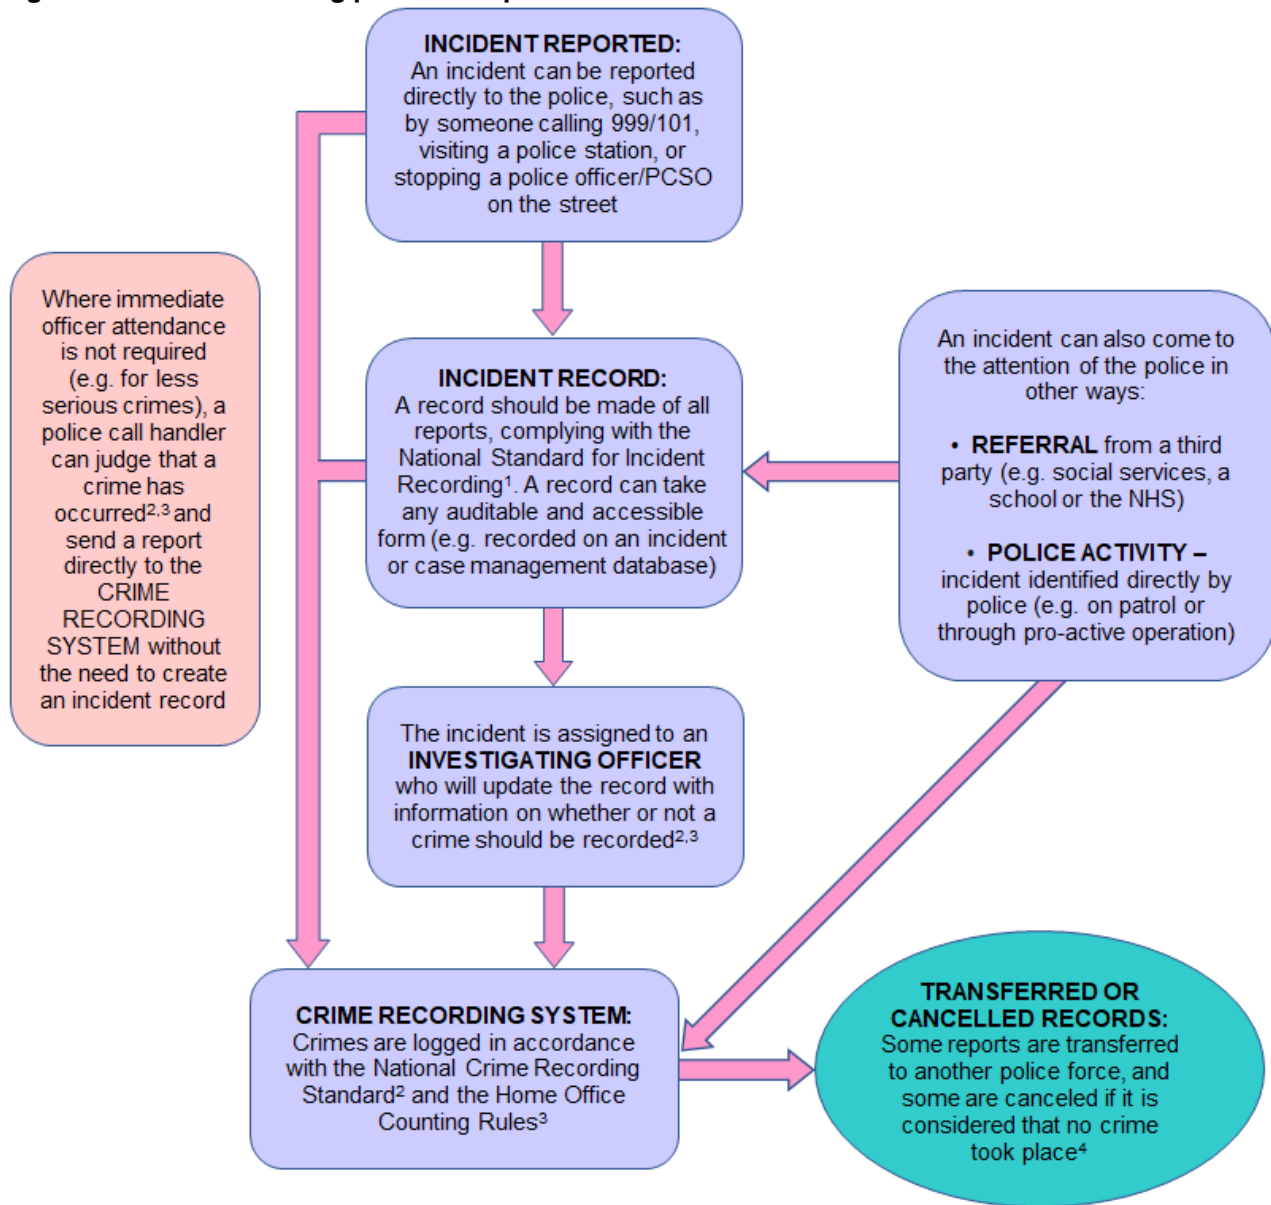 INCIDENT REPORTED:
An incident can be reported
directly to the police, such as
by someone calling 999/101,
visiting a police station, or
stopping a police officer/PCSO
on the street
Where immediate
officer attendance
is not required
(e.g. for less
serious crimes), a
police call handler
can judge that a
crime has
occurred2,3 and
send a report
directly to the
CRIME
RECORDING
SYSTEM without
the need to create
an incident record
INCIDENT RECORD:
A record should be made of all
reports, complying with the
National Standard for Incident
Recording1. A record can take
any auditable and accessible
form (e.g. recorded on an incident
or case management database)
An incident can also come to
the attention of the police in
other ways:
• REFERRAL from a third
party (e.g. social services, a
school or the NHS)
• POLICE ACTIVITY –
incident identified directly by
police (e.g. on patrol or
through pro-active operation)
The incident is assigned to an
INVESTIGATING OFFICER
who will update the record with
information on whether or not a
crime should be recorded2,3
CRIME RECORDING SYSTEM:
Crimes are logged in accordance
with the National Crime Recording
Standard2 and the Home Office
Counting Rules3
TRANSFERRED OR
CANCELLED RECORDS:
Some reports are transferred
to another police force, and
some are canceled if it is
considered that no crime
took place4